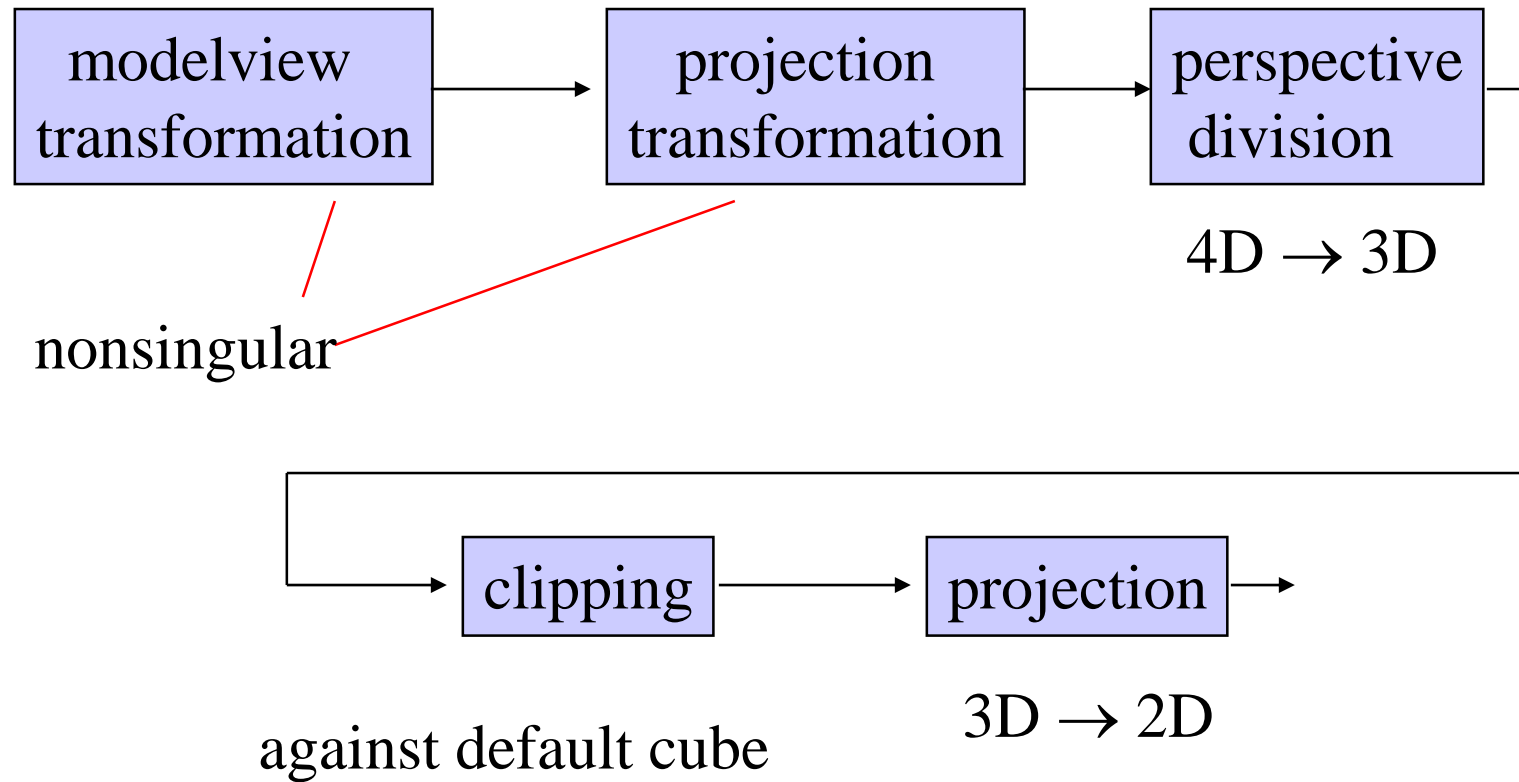 modelview
transformation
projection
transformation
perspective
division
4D → 3D
nonsingular
clipping
projection
against default cube
3D → 2D